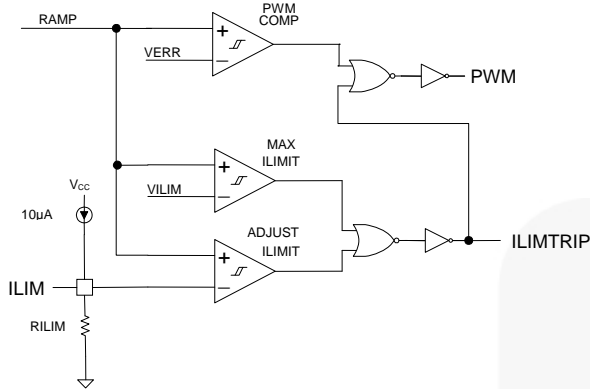 RAMP
PWM
COMP
+
VERR
−
PWM
MAX
ILIMIT
+
VCC
VILIM
−
10µA
ADJUST
ILIMIT
ILIMTRIP
+
ILIM
−
RILIM